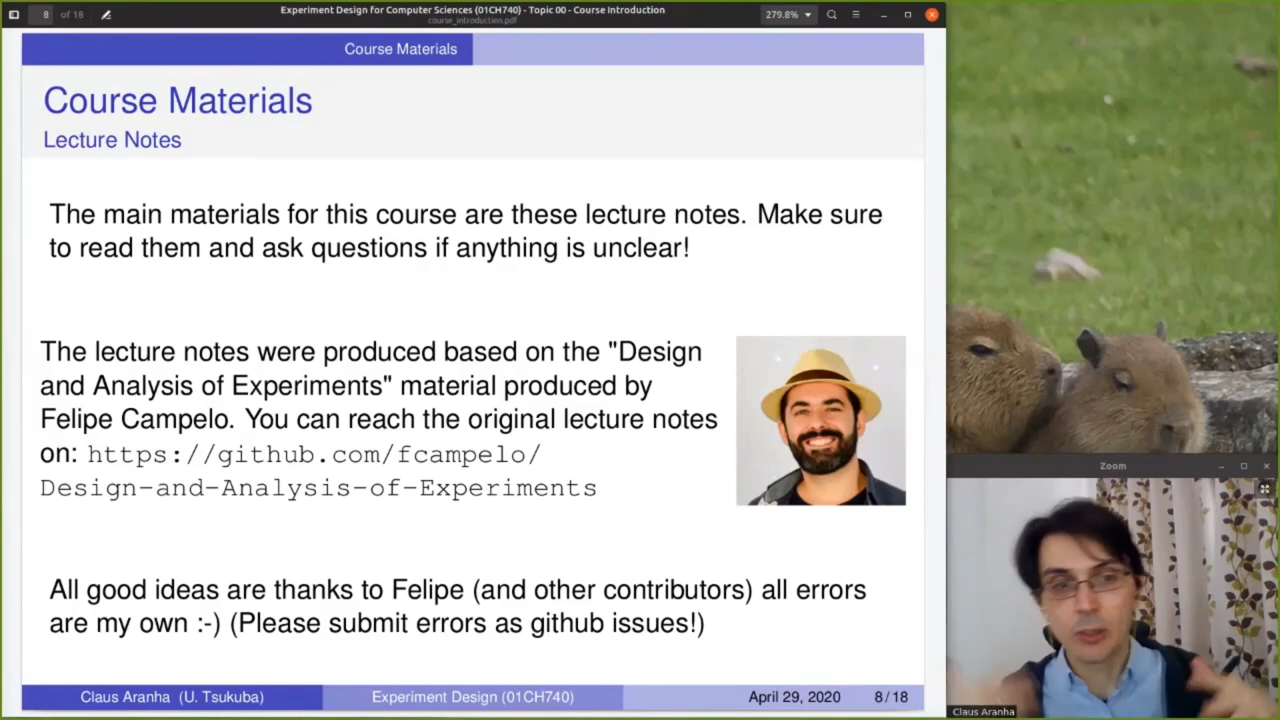 8 of 18
Experiment Design for Computer Sciences (01CH740) - Topic 00 - Course Introduction
course_introduction.pdf
279.8%
Course Materials
Course Materials
Lecture Notes
The main materials for this course are these lecture notes. Make sure
to read them and ask questions if anything is unclear!
The lecture notes were produced based on the "Design
and Analysis of Experiments" material produced by
Felipe Campelo. You can reach the original lecture notes
on: https://github.com/fcampelo/
Design-and-Analysis-of-Experiments
All good ideas are thanks to Felipe (and other contributors) all errors
are my own :-) (Please submit errors as github issues!)
Claus Aranha (U. Tsukuba)
Experiment Design (01CH740)
April 29, 2020
8/18
Zoom
Claus Aranha